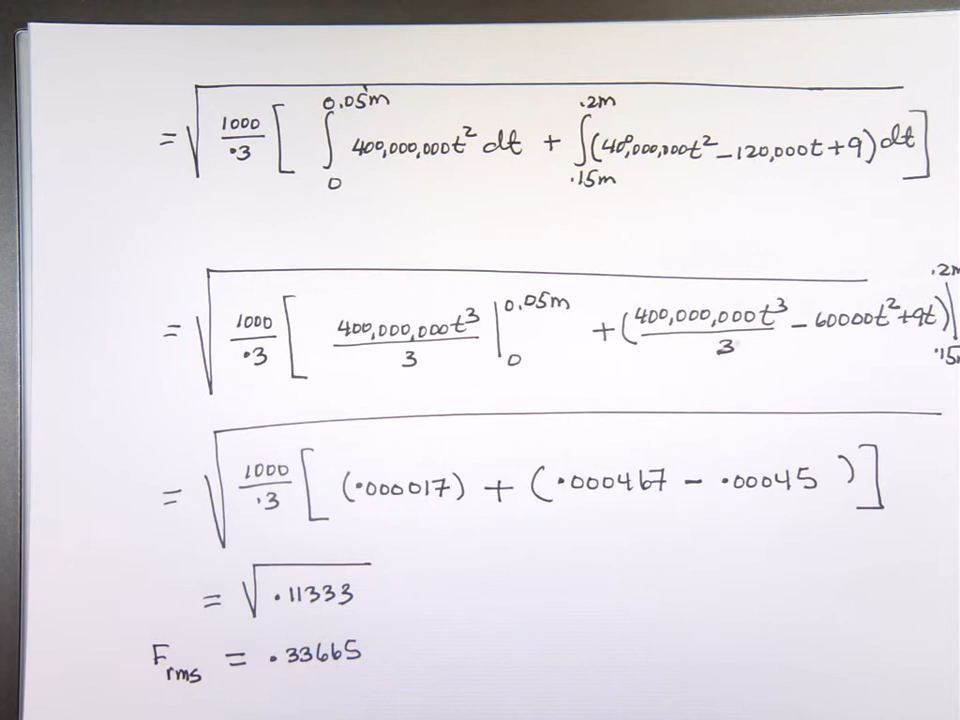 = √ 1000/.3 [ ∫₀^0.05m 400,000,000t² dt + ∫.15m^.2m (400,000,000t² – 120,000t + 9) dt ]
= √ 1000/.3 [ 400,000,000t³/3 |₀^0.05m + (400,000,000t³/3 – 60000t² + 9t) |.15m^.2m
= √ 1000/.3 [ (.000017) + (.000467 – .00045 ) ]
= √ .11333
Frms = .33665